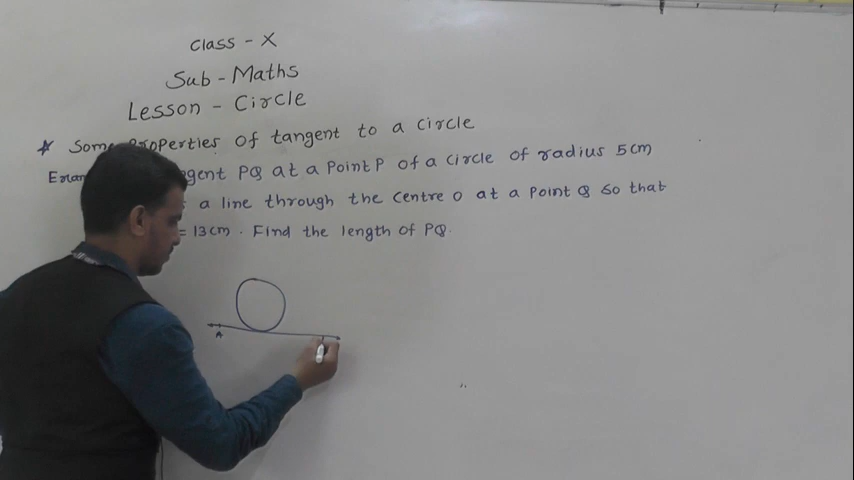 Class - X
Sub - Maths
Lesson - Circle
* Some Properties of tangent to a Circle
PQ at a Point P of a Circle of radius 5cm
a line through the Centre O at a Point Q So that
= 13cm . Find the length of PQ.
A